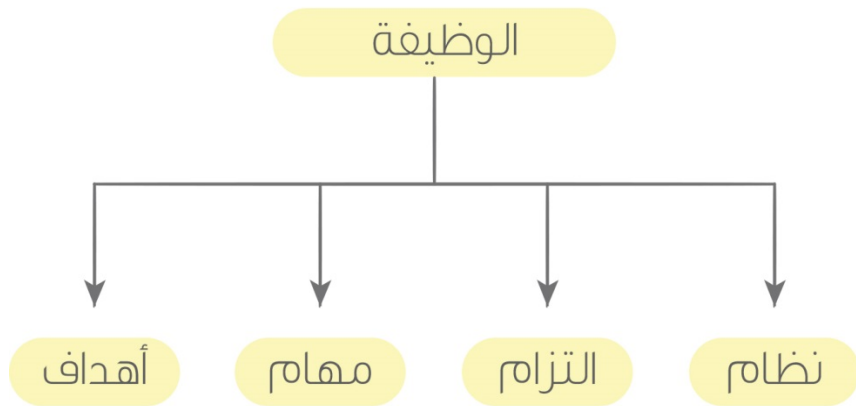 الوظيفة
نظام
التزام
مهام
أهداف